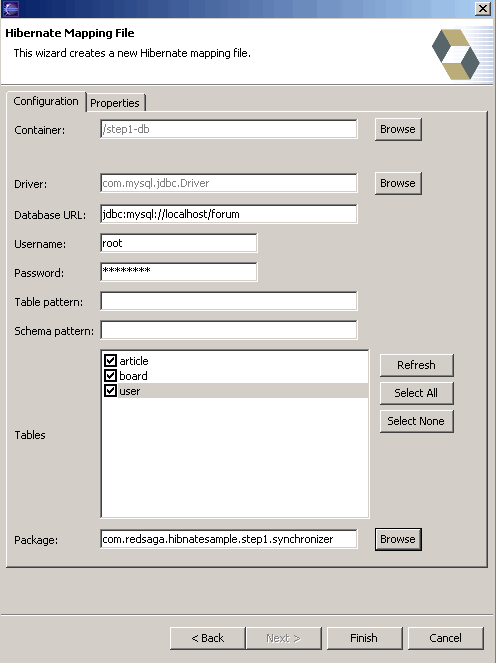 Hibernate Mapping File
This wizard creates a new Hibernate mapping file.
Configuration Properties
Container: /step1-db Browse
Driver: com.mysql.jdbc.Driver Browse
Database URL: jdbc:mysql://localhost/forum
Username: root
Password: ********
Table pattern:
Schema pattern:
article
board
user
Refresh
Select All
Select None
Tables
Package: com.redsaga.hibnatesample.step1.synchronizer Browse
< Back Next > Finish Cancel